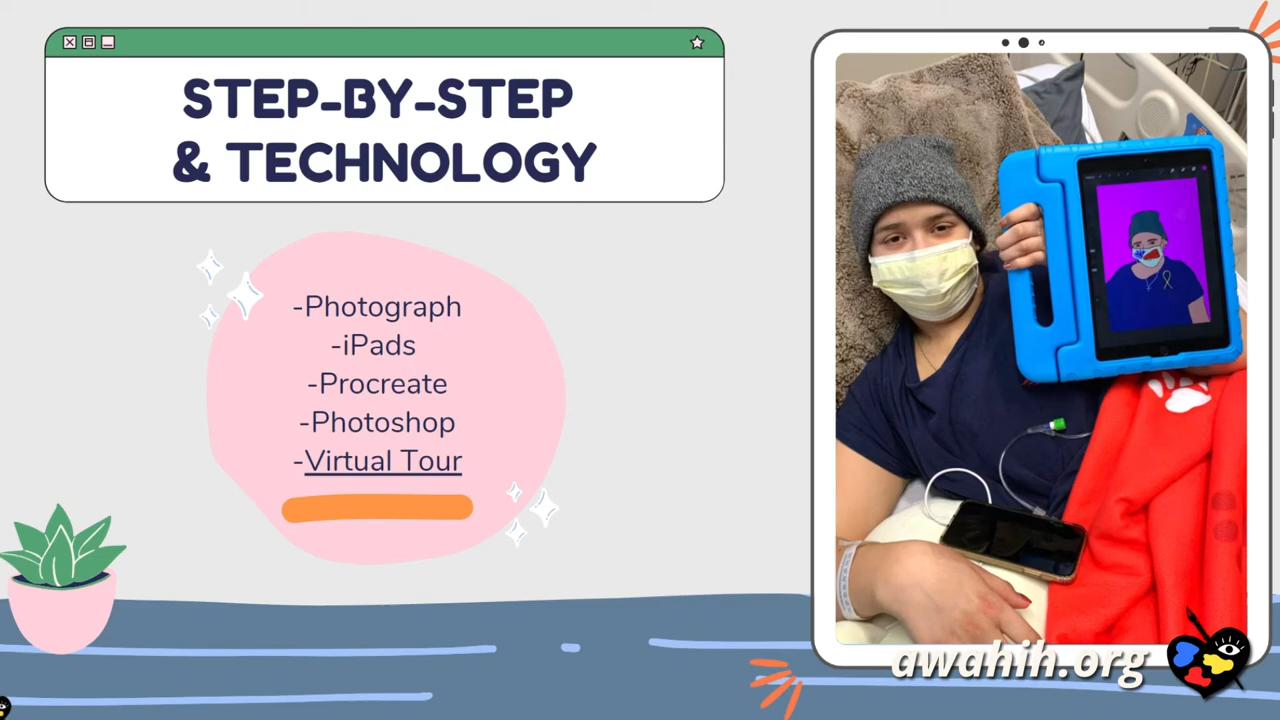 STEP-BY-STEP
& TECHNOLOGY
-Photograph
-iPads
-Procreate
-Photoshop
-Virtual Tour
awahih.org